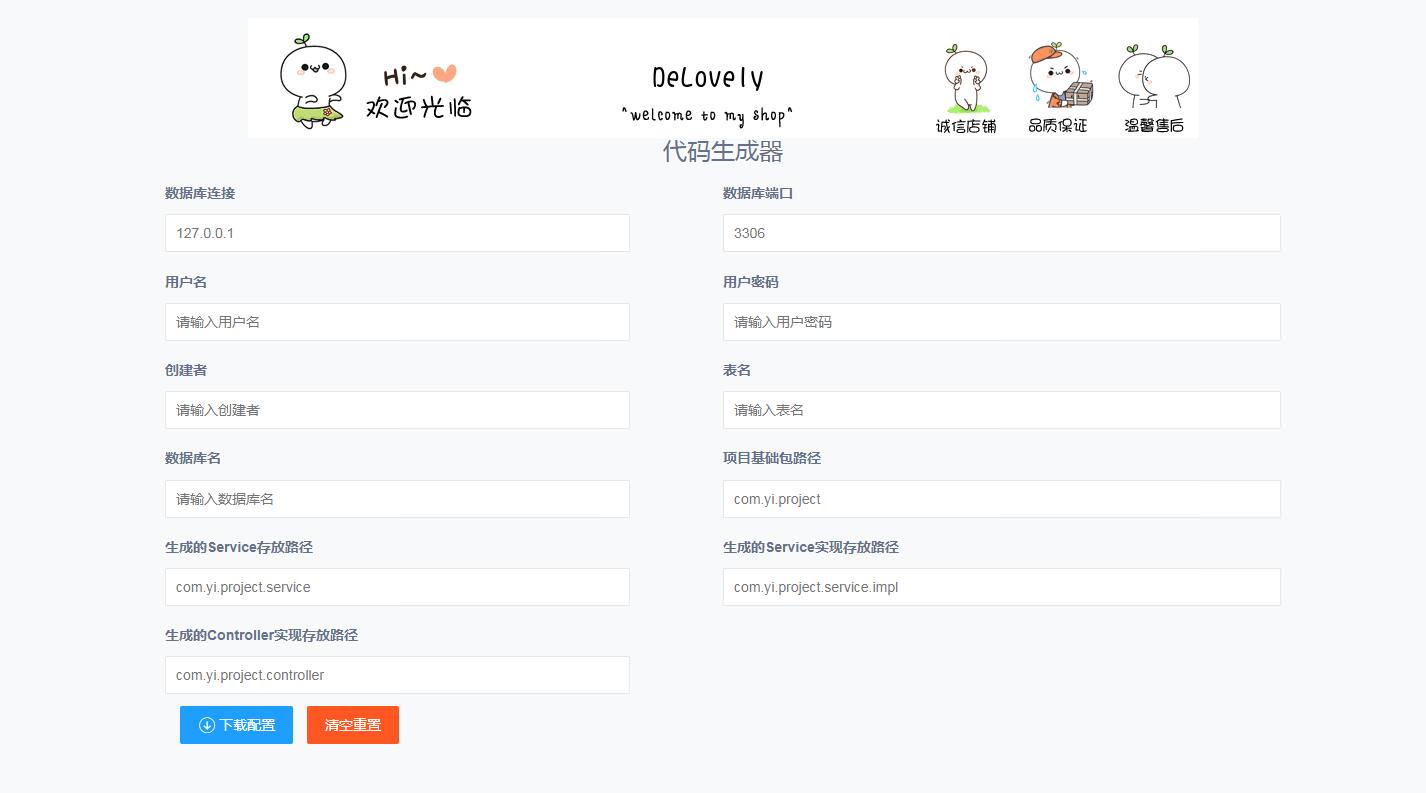 Hi~
欢迎光临
DeLovely
^welcome to my shop^
诚信店铺
品质保证
温馨售后
代码生成器
数据库连接
数据库端口
127.0.0.1
3306
用户名
用户密码
请输入用户名
请输入用户密码
创建者
表名
请输入创建者
请输入表名
数据库名
项目基础包路径
请输入数据库名
com.yi.project
生成的Service存放路径
生成的Service实现存放路径
com.yi.project.service
com.yi.project.service.impl
生成的Controller实现存放路径
com.yi.project.controller
下载配置
清空重置